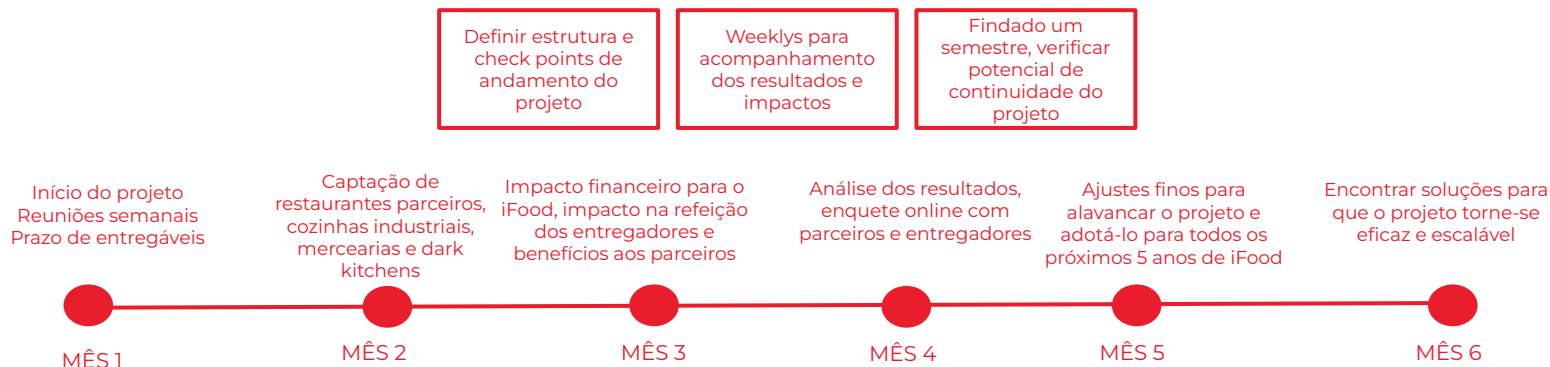 Definir estrutura e
check points de
andamento do
projeto
Weeklys para
acompanhamento
dos resultados e
impactos
Findado um
semestre, verificar
potencial de
continuidade do
projeto
Início do projeto
Reuniões semanais
Prazo de entregáveis
Captação de
restaurantes parceiros,
cozinhas industriais,
mercearias e dark
kitchens
Impacto financeiro para o
iFood, impacto na refeição
dos entregadores e
benefícios aos parceiros
Análise dos resultados,
enquete online com
parceiros e entregadores
Ajustes finos para
alavancar o projeto e
adotá-lo para todos os
próximos 5 anos de iFood
Encontrar soluções para
que o projeto torne-se
eficaz e escalável
MÊS 1
MÊS 2
MÊS 3
MÊS 4
MÊS 5
MÊS 6